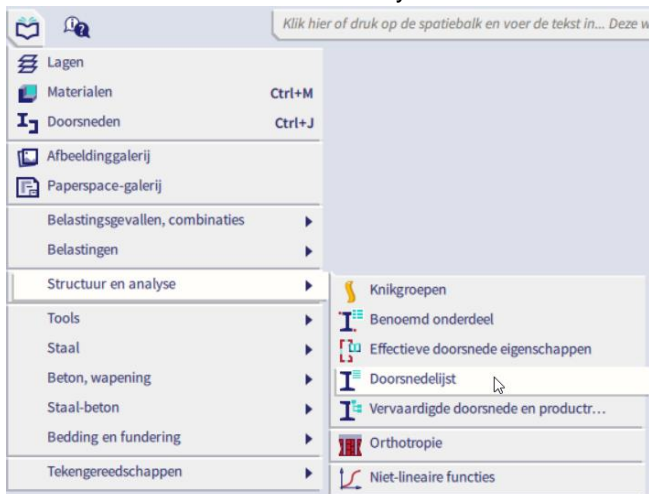 Klik hier of druk op de spatiebalk en voer de tekst in... Deze w
Lagen
Materialen Ctrl+M
Doorsneden Ctrl+J
Afbeeldinggalerij
Paperspace-galerij
Belastingsgevallen, combinaties
Belastingen
Structuur en analyse
Tools
Staal
Beton, wapening
Staal-beton
Bedding en fundering
Tekengereedschappen
Knikgroepen
Benoemd onderdeel
Effectieve doorsnede eigenschappen
Doorsnedelijst
Vervaardigde doorsnede en productr...
Orthotropie
Niet-lineaire functies